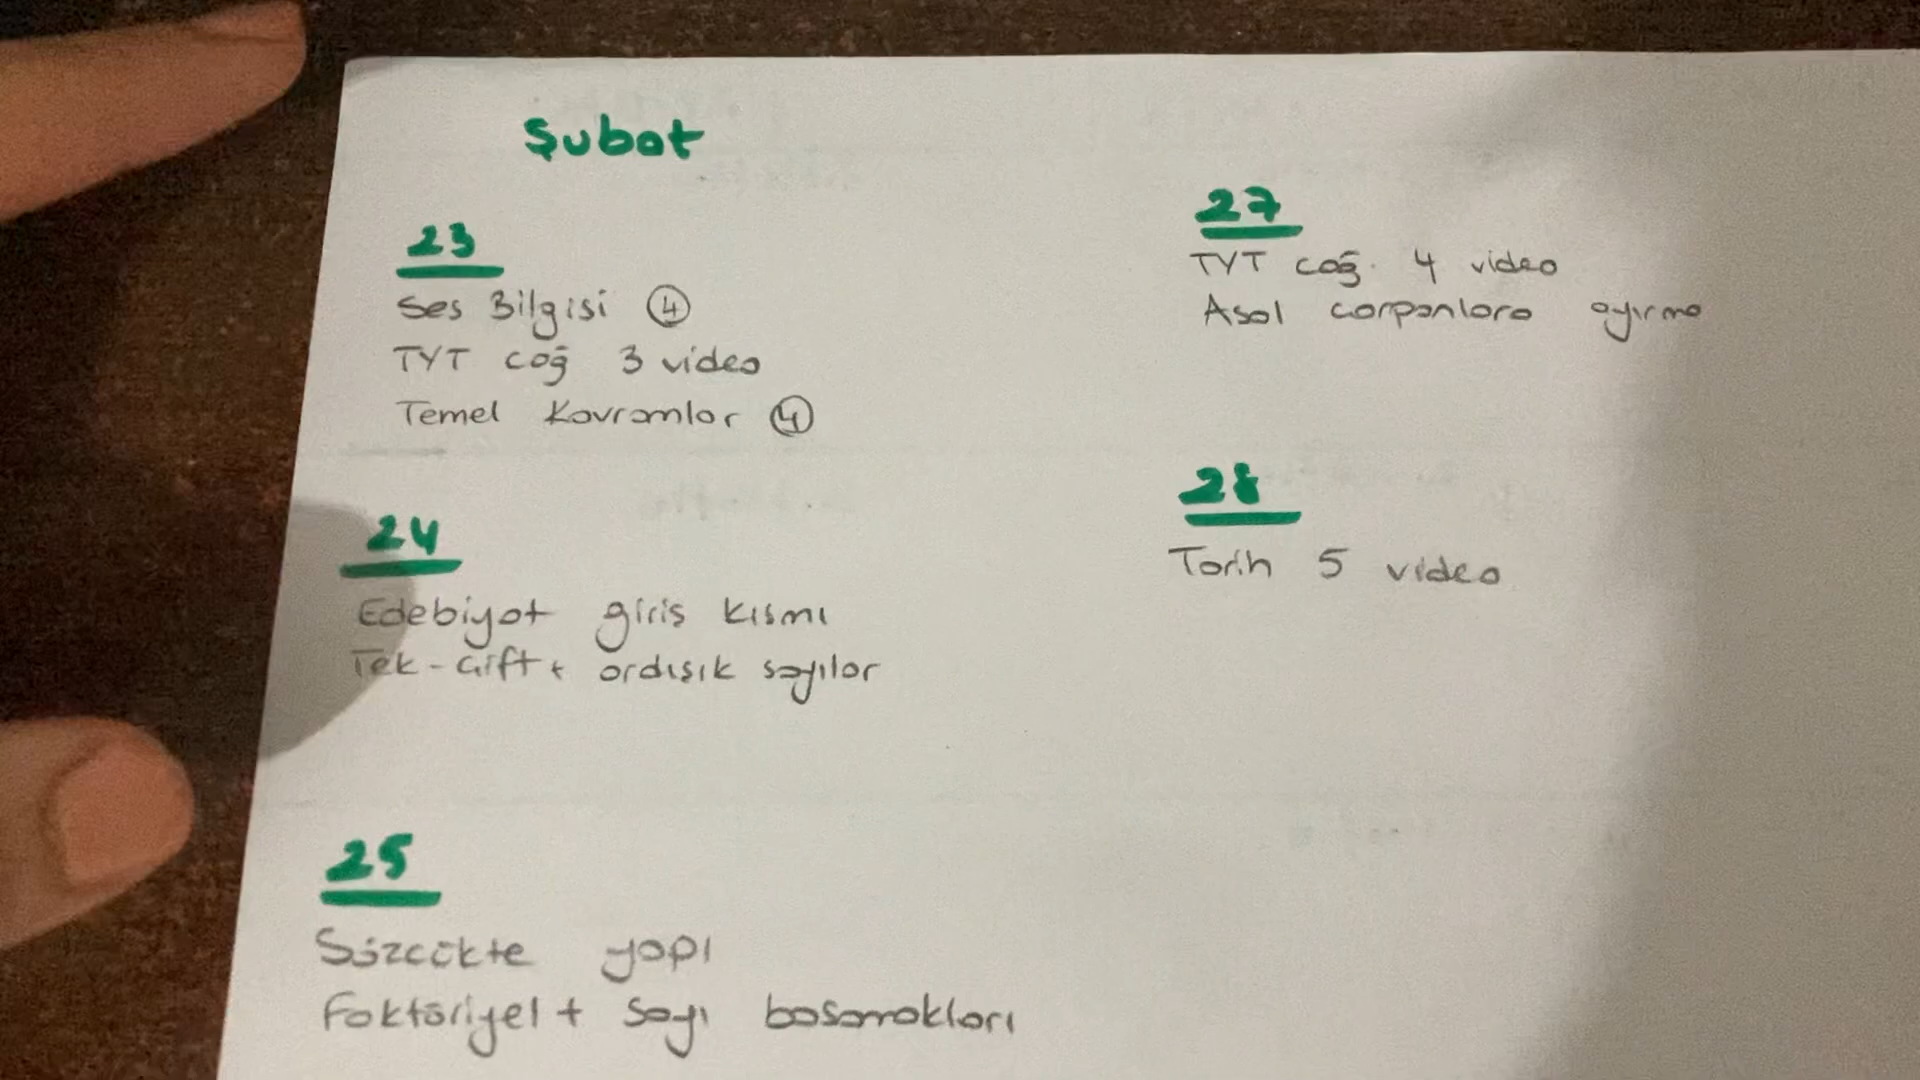 Şubat
23
Ses Bilgisi ④
TYT coğ 3 video
Temel Kavramlar ④
24
Edebiyat giriş kısmı
Tek-Çift + ardışık sayılar
25
Sözcükte yapı
Faktöriyel + Sayı basamakları
27
TYT coğ. 4 video
Asal çarpanlara ayırma
28
Tarih 5 video